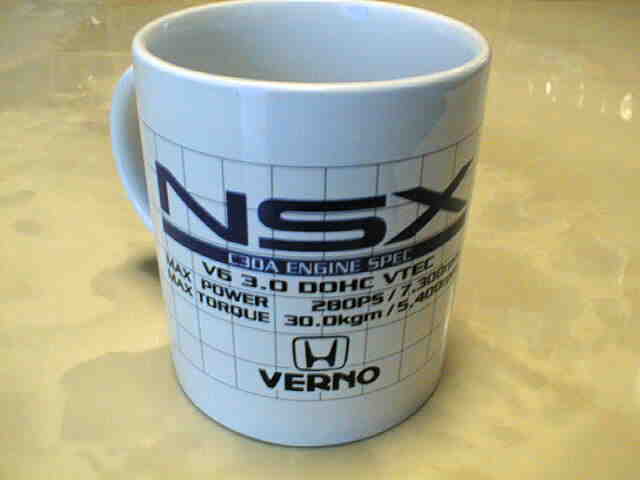 NSX
C30A ENGINE SPEC
V6 3.0 DOHC VTEC
MAX POWER 280PS / 7,300
MAX TORQUE 30.0kgm / 5,400
VERNO